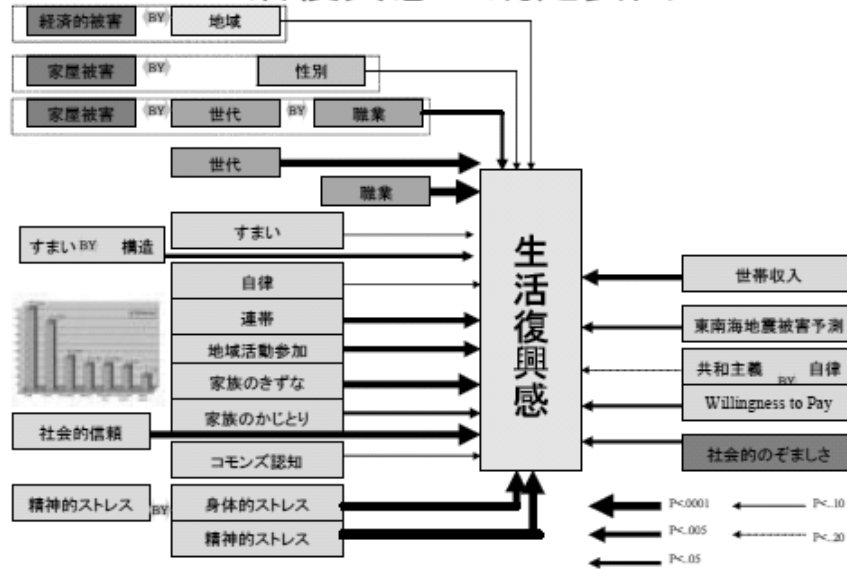 経済的被害 BY 地域
家屋被害 BY 性別
家屋被害 BY 世代 BY 職業
世代
職業
すまい
すまい BY 構造
自律
連帯
地域活動参加
家族のきずな
家族のかじとり
社会的信頼
コモンズ認知
精神的ストレス BY 身体的ストレス
精神的ストレス
生活復興感
世帯収入
東南海地震被害予測
共和主義 BY 自律
Willingness to Pay
社会的のぞましさ
P<.0001
P<.005
P<.05
P<.10
P<.20